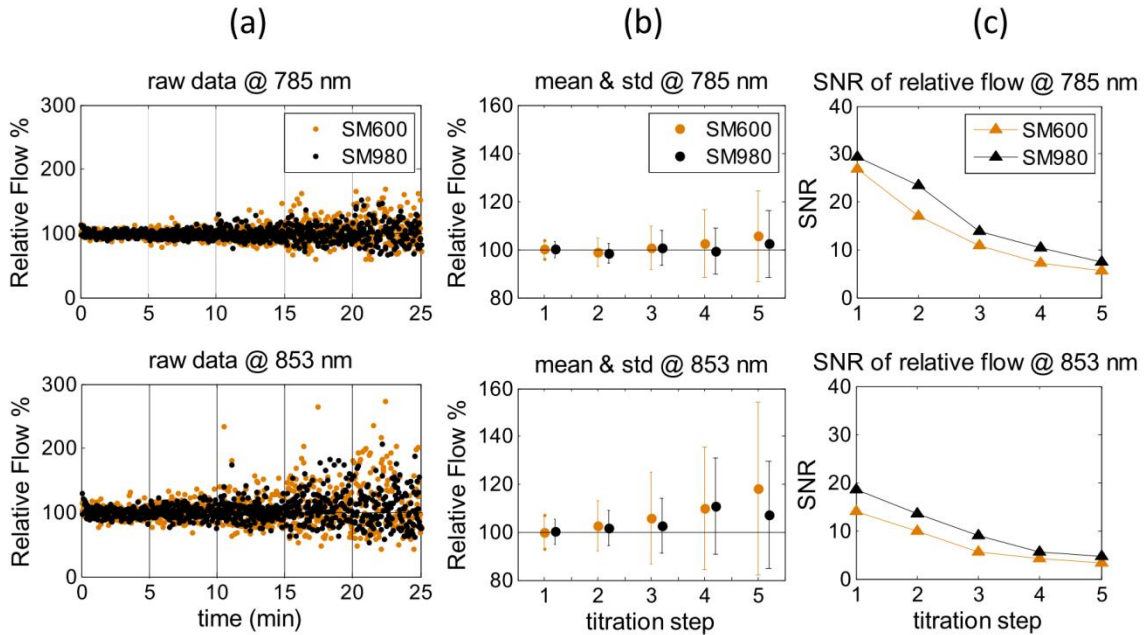 (a) (b) (c)
raw data @ 785 nm
Relative Flow %
300
200
100
0
0 5 10 15 20 25
SM600
SM980
mean & std @ 785 nm
Relative Flow %
160
140
120
100
80
1 2 3 4 5
SM600
SM980
SNR of relative flow @ 785 nm
SNR
40
30
20
10
0
1 2 3 4 5
SM600
SM980
raw data @ 853 nm
Relative Flow %
300
200
100
0
0 5 10 15 20 25
time (min)
mean & std @ 853 nm
Relative Flow %
160
140
120
100
80
1 2 3 4 5
titration step
SNR of relative flow @ 853 nm
SNR
40
30
20
10
0
1 2 3 4 5
titration step